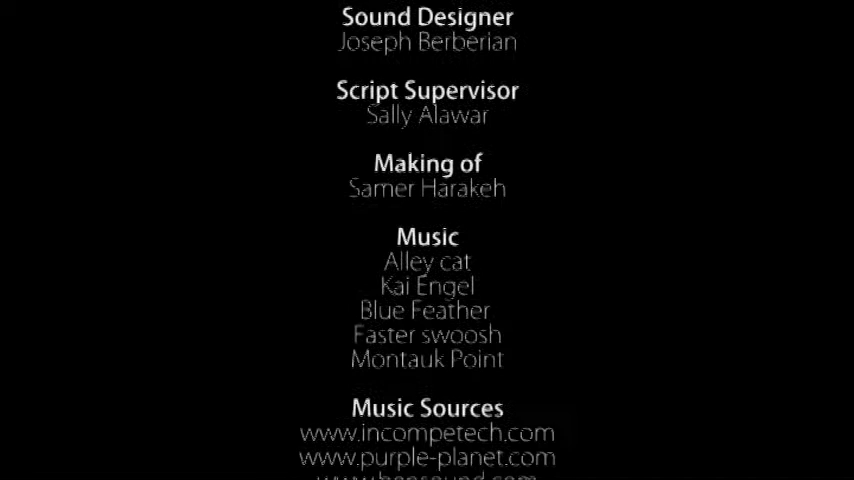 Sound Designer
Joseph Berberian
Script Supervisor
Sally Alawar
Making of
Samer Harakeh
Music
Alley cat
Kai Engel
Blue Feather
Faster swoosh
Montauk Point
Music Sources
www.incompetech.com
www.purple-planet.com